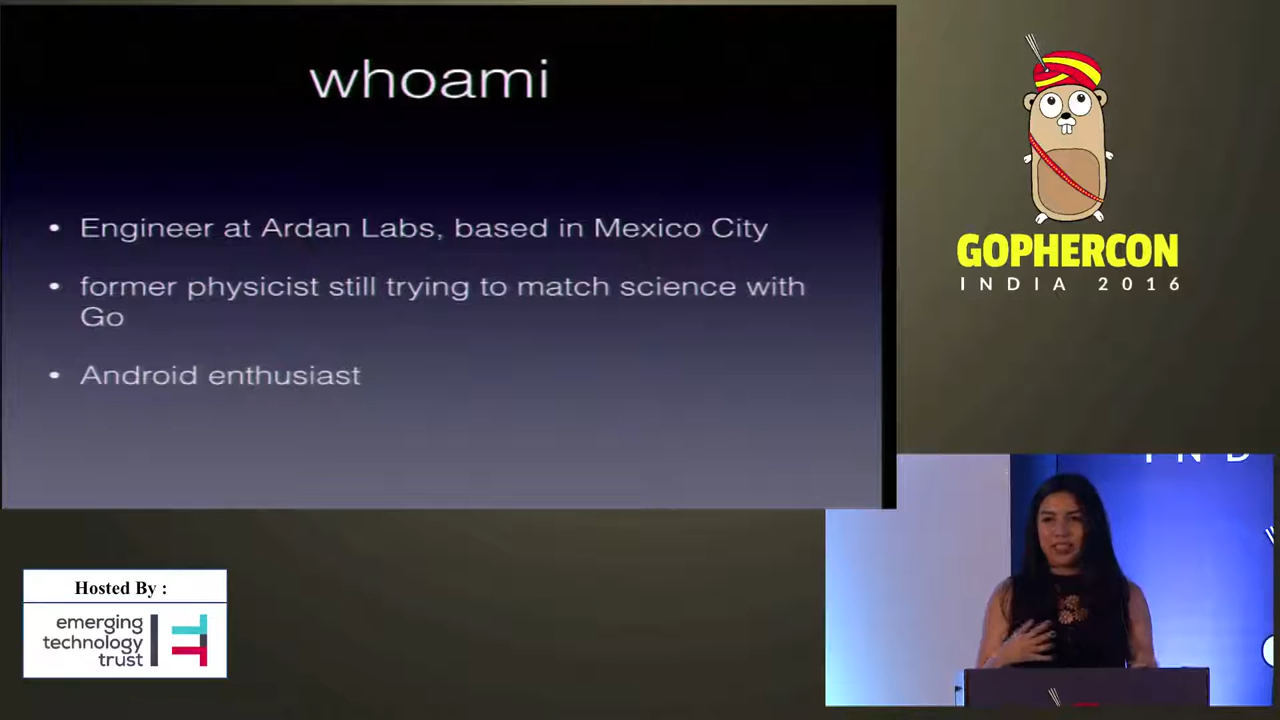 whoami
• Engineer at Ardan Labs, based in Mexico City
• former physicist still trying to match science with
Go
• Android enthusiast
GOPHERCON
INDIA 2016
IND
Hosted By :
emerging
technology
trust